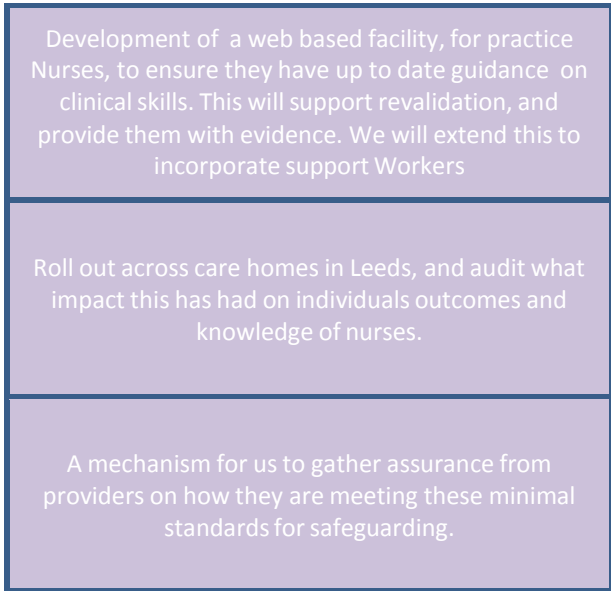 Development of a web based facility, for practice
Nurses, to ensure they have up to date guidance on
clinical skills. This will support revalidation, and
provide them with evidence. We will extend this to
incorporate support Workers
Roll out across care homes in Leeds, and audit what
impact this has had on individuals outcomes and
knowledge of nurses.
A mechanism for us to gather assurance from
providers on how they are meeting these minimal
standards for safeguarding.